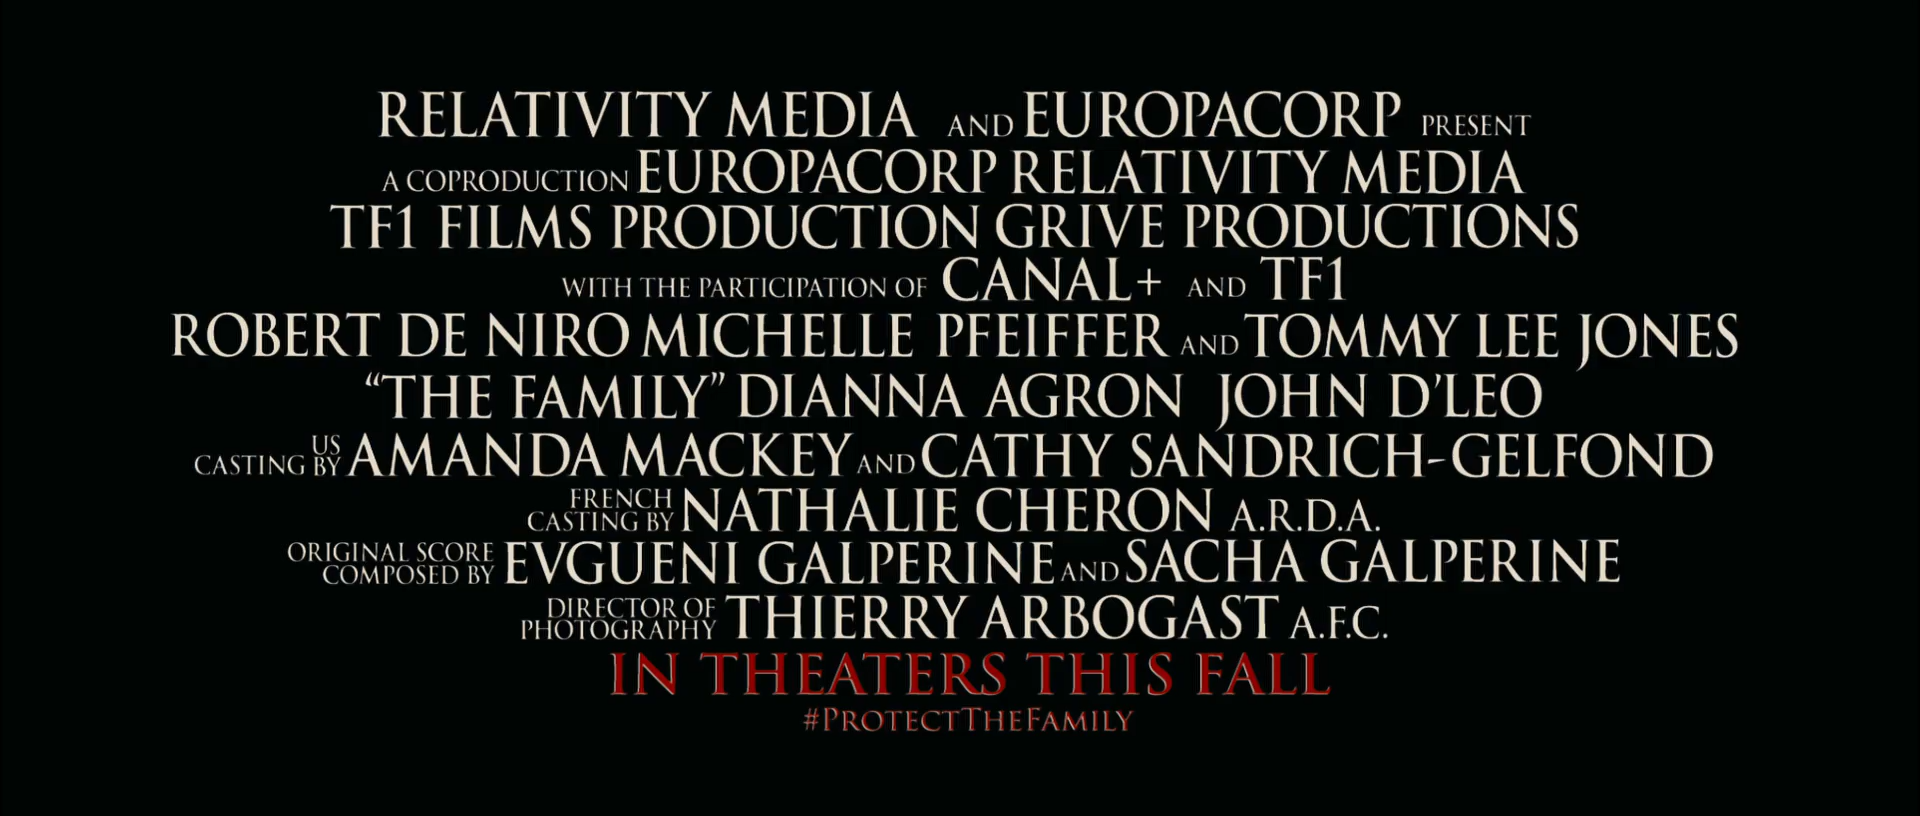 RELATIVITY MEDIA AND EUROPACORP PRESENT
A COPRODUCTION EUROPACORP RELATIVITY MEDIA
TF1 FILMS PRODUCTION GRIVE PRODUCTIONS
WITH THE PARTICIPATION OF CANAL+ AND TF1
ROBERT DE NIRO MICHELLE PFEIFFER AND TOMMY LEE JONES
“THE FAMILY” DIANNA AGRON JOHN D’LEO
US CASTING BY AMANDA MACKEY AND CATHY SANDRICH-GELFOND
FRENCH CASTING BY NATHALIE CHERON A.R.D.A.
ORIGINAL SCORE COMPOSED BY EVGUENI GALPERINE AND SACHA GALPERINE
DIRECTOR OF PHOTOGRAPHY THIERRY ARBOGAST A.F.C.
IN THEATERS THIS FALL
#PROTECTTHEFAMILY